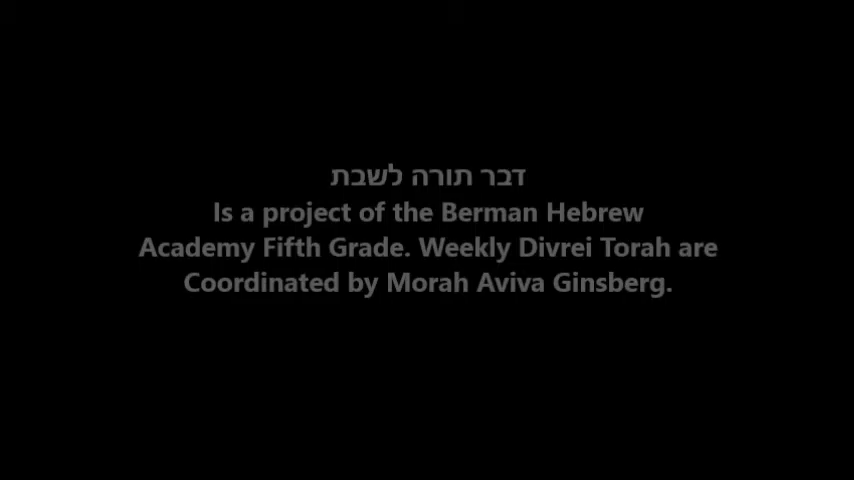 דבר תורה לשבת
Is a project of the Berman Hebrew
Academy Fifth Grade. Weekly Divrei Torah are
Coordinated by Morah Aviva Ginsberg.